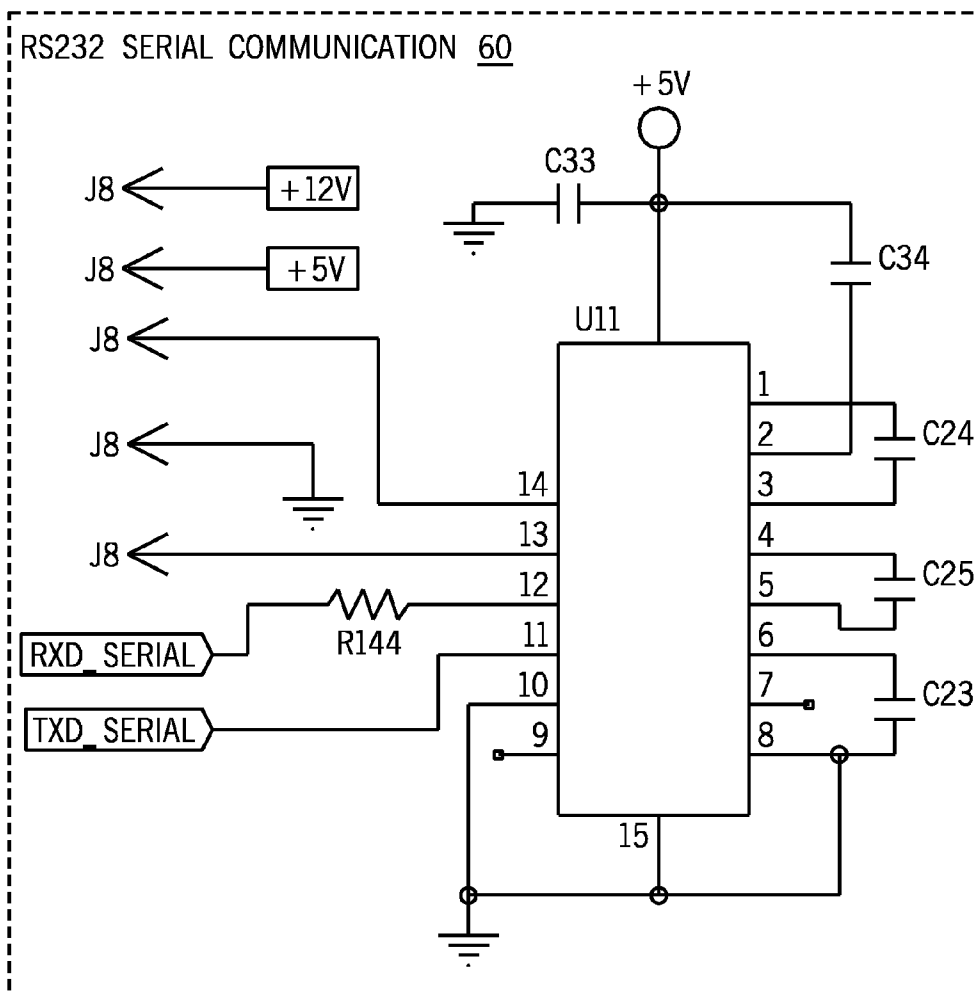 RS232 SERIAL COMMUNICATION 60
+5V
C33
J8
+12V
J8
+5V
C34
J8
U11
1
J8
2
C24
14
3
13
4
J8
12
5
C25
R144
11
6
RXD_SERIAL
10
7
C23
TXD_SERIAL
9
8
15